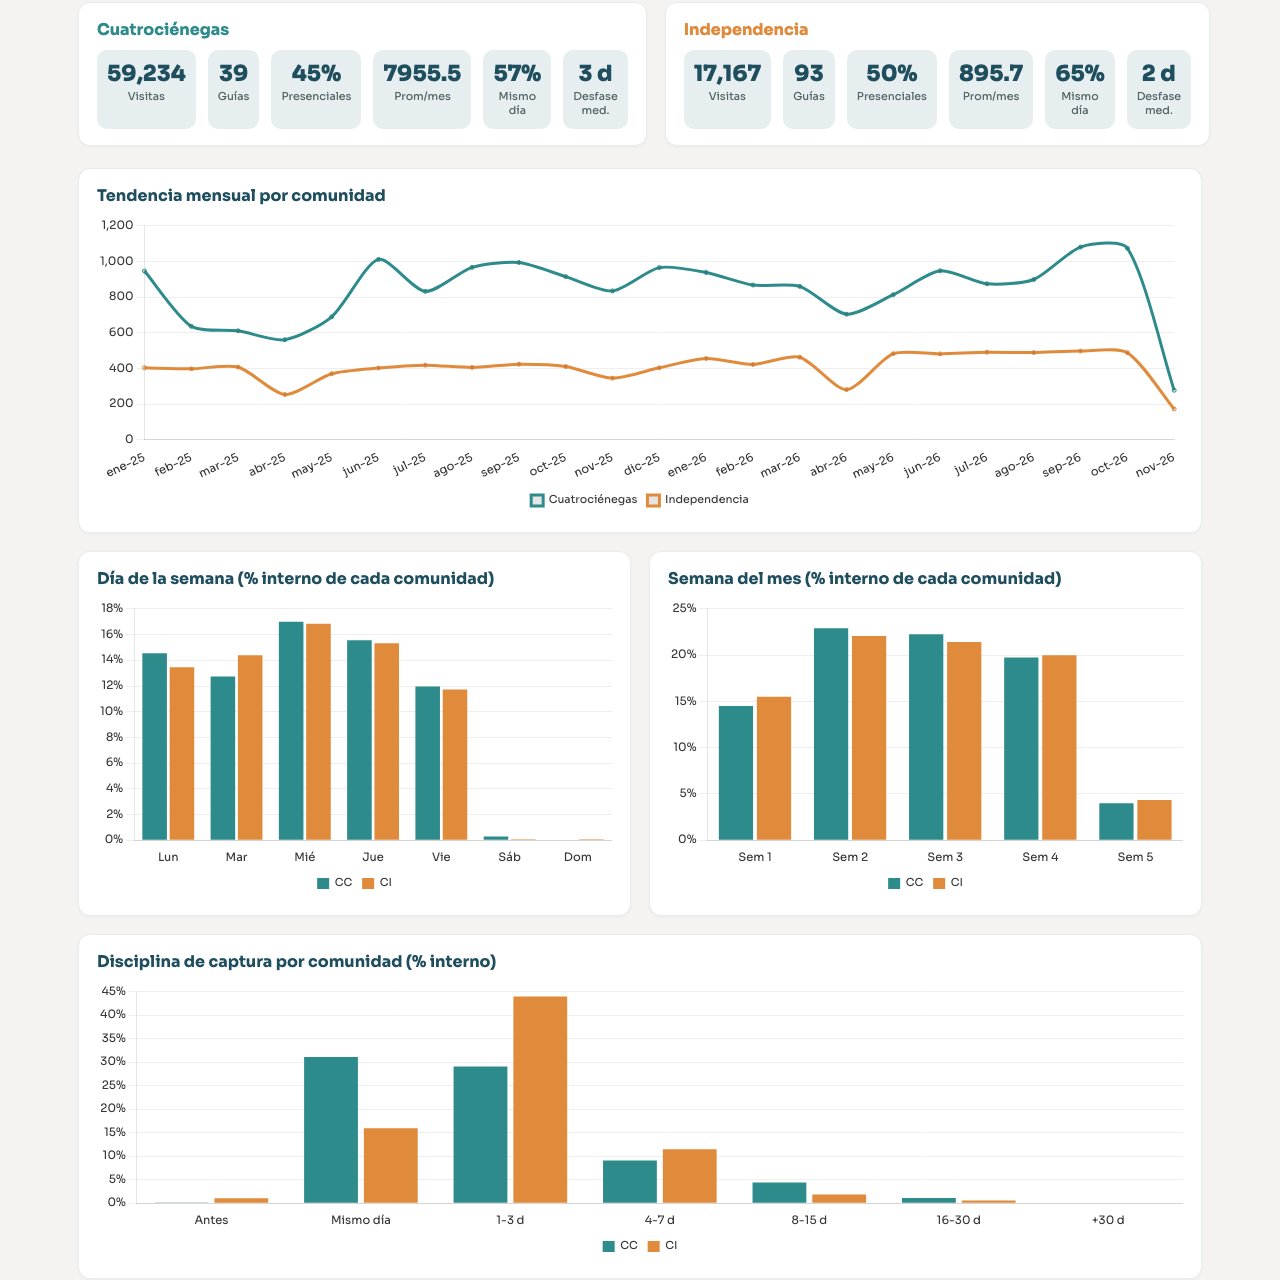 Cuatrociénegas
59,234
Visitas
39
Guías
45%
Presenciales
7955.5
Prom/mes
57%
Mismo
día
3 d
Desfase
med.
Independencia
17,167
Visitas
93
Guías
50%
Presenciales
895.7
Prom/mes
65%
Mismo
día
2 d
Desfase
med.
Tendencia mensual por comunidad
1,200
1,000
800
600
400
200
0
ene-25 feb-25 mar-25 abr-25 may-25 jun-25 jul-25 ago-25 sep-25 oct-25 nov-25 dic-25 ene-26 feb-26 mar-26 abr-26 may-26 jun-26 jul-26 ago-26 sep-26 oct-26 nov-26
Cuatrociénegas Independencia
Día de la semana (% interno de cada comunidad)
18%
16%
14%
12%
10%
8%
6%
4%
2%
0%
Lun Mar Mié Jue Vie Sáb Dom
CC CI
Semana del mes (% interno de cada comunidad)
25%
20%
15%
10%
5%
0%
Sem 1 Sem 2 Sem 3 Sem 4 Sem 5
CC CI
Disciplina de captura por comunidad (% interno)
45%
40%
35%
30%
25%
20%
15%
10%
5%
0%
Antes Mismo día 1-3 d 4-7 d 8-15 d 16-30 d +30 d
CC CI